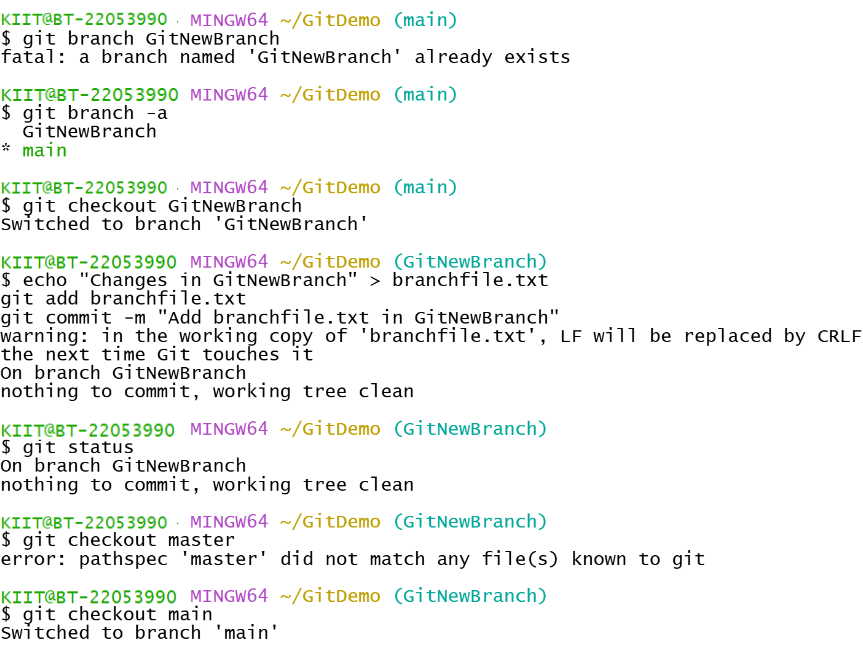 KIIT@BT-22053990 MINGW64 ~/GitDemo (main)
$ git branch GitNewBranch
fatal: a branch named 'GitNewBranch' already exists
KIIT@BT-22053990 MINGW64 ~/GitDemo (main)
$ git branch -a
  GitNewBranch
* main
KIIT@BT-22053990 MINGW64 ~/GitDemo (main)
$ git checkout GitNewBranch
Switched to branch 'GitNewBranch'
KIIT@BT-22053990 MINGW64 ~/GitDemo (GitNewBranch)
$ echo "Changes in GitNewBranch" > branchfile.txt
git add branchfile.txt
git commit -m "Add branchfile.txt in GitNewBranch"
warning: in the working copy of 'branchfile.txt', LF will be replaced by CRLF
the next time Git touches it
On branch GitNewBranch
nothing to commit, working tree clean
KIIT@BT-22053990 MINGW64 ~/GitDemo (GitNewBranch)
$ git status
On branch GitNewBranch
nothing to commit, working tree clean
KIIT@BT-22053990 MINGW64 ~/GitDemo (GitNewBranch)
$ git checkout master
error: pathspec 'master' did not match any file(s) known to git
KIIT@BT-22053990 MINGW64 ~/GitDemo (GitNewBranch)
$ git checkout main
Switched to branch 'main'